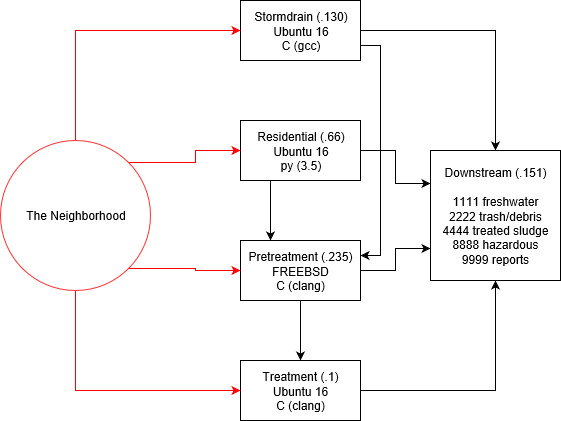 Stormdrain (.130)
Ubuntu 16
C (gcc)
Residential (.66)
Ubuntu 16
py (3.5)
The Neighborhood
Downstream (.151)
1111 freshwater
2222 trash/debris
4444 treated sludge
8888 hazardous
9999 reports
Pretreatment (.235)
FREEBSD
C (clang)
Treatment (.1)
Ubuntu 16
C (clang)